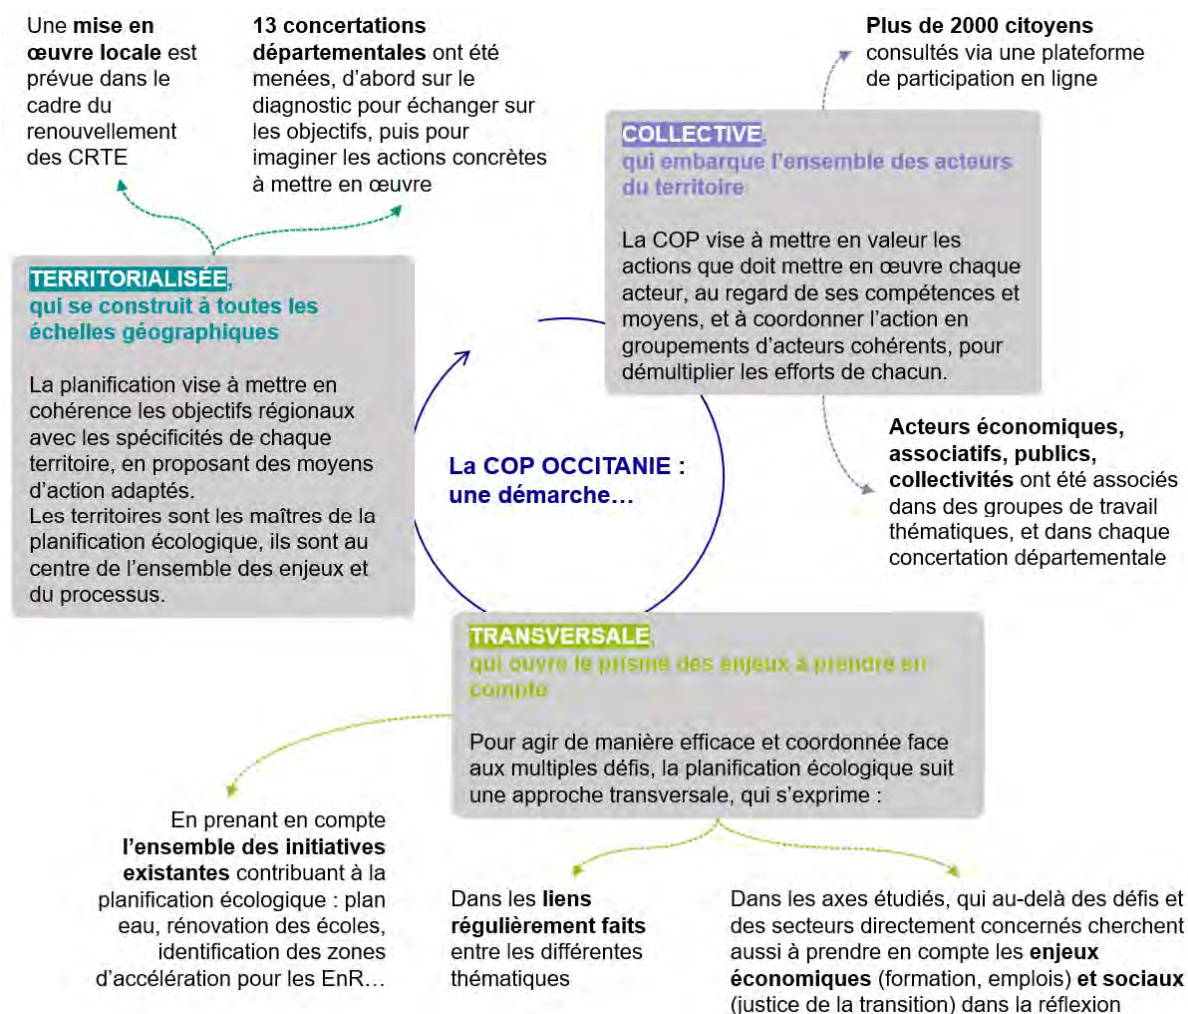 Une mise en
œuvre locale est
prévue dans le
cadre du
renouvellement
des CRTE
13 concertations
départementales ont été
menées, d'abord sur le
diagnostic pour échanger sur
les objectifs, puis pour
imaginer les actions concrètes
à mettre en œuvre
Plus de 2000 citoyens
consultés via une plateforme
de participation en ligne
COLLECTIVE,
qui embarque l'ensemble des acteurs
du territoire
La COP vise à mettre en valeur les
actions que doit mettre en œuvre chaque
acteur, au regard de ses compétences et
moyens, et à coordonner l'action en
groupements d'acteurs cohérents, pour
démultiplier les efforts de chacun.
TERRITORIALISÉE,
qui se construit à toutes les
échelles géographiques
La planification vise à mettre en
cohérence les objectifs régionaux
avec les spécificités de chaque
territoire, en proposant des moyens
d'action adaptés.
Les territoires sont les maîtres de la
planification écologique, ils sont au
centre de l'ensemble des enjeux et
du processus.
La COP OCCITANIE :
une démarche…
Acteurs économiques,
associatifs, publics,
collectivités ont été associés
dans des groupes de travail
thématiques, et dans chaque
concertation départementale
TRANSVERSALE,
qui ouvre le prisme des enjeux à prendre en
compte
Pour agir de manière efficace et coordonnée face
aux multiples défis, la planification écologique suit
une approche transversale, qui s'exprime :
En prenant en compte
l'ensemble des initiatives
existantes contribuant à la
planification écologique : plan
eau, rénovation des écoles,
identification des zones
d'accélération pour les EnR…
Dans les liens
régulièrement faits
entre les différentes
thématiques
Dans les axes étudiés, qui au-delà des défis et
des secteurs directement concernés cherchent
aussi à prendre en compte les enjeux
économiques (formation, emplois) et sociaux
(justice de la transition) dans la réflexion